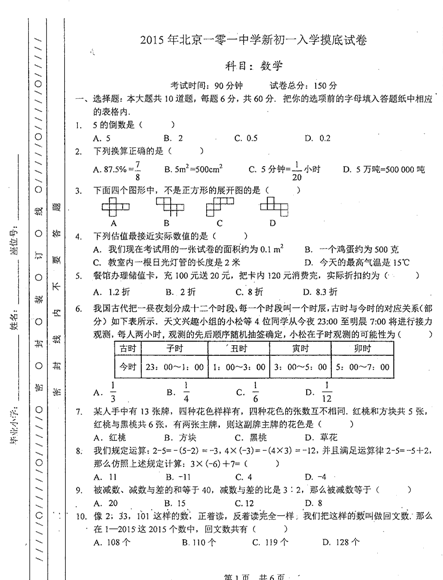 2015 年北京一零一中学新初一入学摸底试卷
科目：数学
考试时间：90 分钟 试卷总分：150 分
一、选择题：本大题共 10 道题，每题 6 分，共 60 分．把你的选项前的字母填入答题纸中相应
的表格内.
1. 5 的倒数是（ ）
A. 5 B. 2 C. 0.5 D. 0.2
2. 下列换算正确的是（ ）
A. 87.5% =7/8 B. 5m²=500cm² C. 5 分钟=1/20 小时 D. 5 万吨=500 000 吨
3. 下面四个图形中，不是正方形的展开图的是（ ）
A B C D
4. 下列估值最接近实际数值的是（ ）
A. 我们现在考试用的一张试卷的面积约为 0.1 m² B. 一个鸡蛋约为 500 克
C. 教室内一根日光灯管的长度是 2 米 D. 今天的最高气温是 15℃
5. 餐馆办理储值卡，充 100 元送 20 元，把卡内 120 元消费完，实际折扣约为（ ）
A. 1.2 折 B. 2 折 C. 8 折 D. 8.3 折
6. 我国古代把一昼夜划分成十二个时段，每一个时段叫一个时辰，古时与今时的对应关系（部
分）如下表所示．天文兴趣小组的小松等 4 位同学从今夜 23:00 至明晨 7:00 将进行接力
观测，每人两小时，观测的先后顺序随机抽签确定，小松在子时观测的可能性为（ ）
古时 子时 丑时 寅时 卯时
今时 23：00～1：00 1：00～3：00 3：00～5：00 5：00～7：00
A. 1/3 B. 1/4 C. 1/6 D. 1/12
7. 某人手中有 13 张牌，四种花色样样有，四种花色的张数互不相同．红桃和方块共 5 张，
红桃与黑桃共 6 张，有两张主牌，则这副牌主牌的花色是（ ）
A. 红桃 B. 方块 C. 黑桃 D. 草花
8. 我们规定运算：2-5= -(5-2) = -3，4×(-3)= -(4×3) = -12，并且满足运算律 2-5=-5+2，
那么仿照上述规定计算：3×(-6)+7=（ ）
A. 11 B. -11 C. 4 D. -4
9. 被减数、减数与差的和等于 40，减数与差的比是 3：2，那么被减数等于（ ）
A. 20 B. 15 C. 12 D. 8
10. 像 2，33，101 这样的数，正着读，反着读完全一样．我们把这样的数叫做回文数．那么
在 1—2015 这 2015 个数中，回文数共有（ ）
A. 108 个 B. 110 个 C. 119 个 D. 128 个
第 1 页 共 6 页
毕业小学：
姓名：
座位号：
密 封 装 订 线
密 封 线 内 不 要 答 题